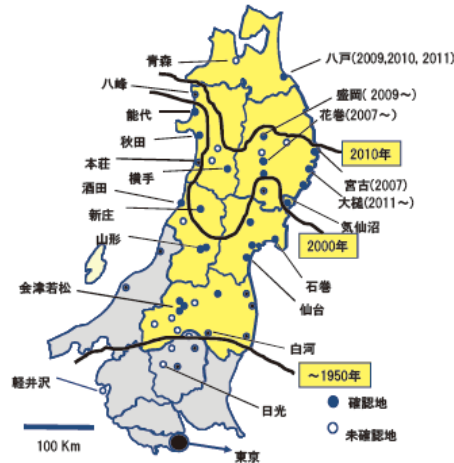 青森
八戸(2009,2010, 2011)
八峰
盛岡( 2009～)
能代
花巻(2007～)
秋田
2010年
本荘
宮古(2007)
横手
大槌(2011～)
酒田
気仙沼
新庄
2000年
山形
石巻
会津若松
仙台
白河
～1950年
軽井沢
確認地
日光
未確認地
100 Km
東京